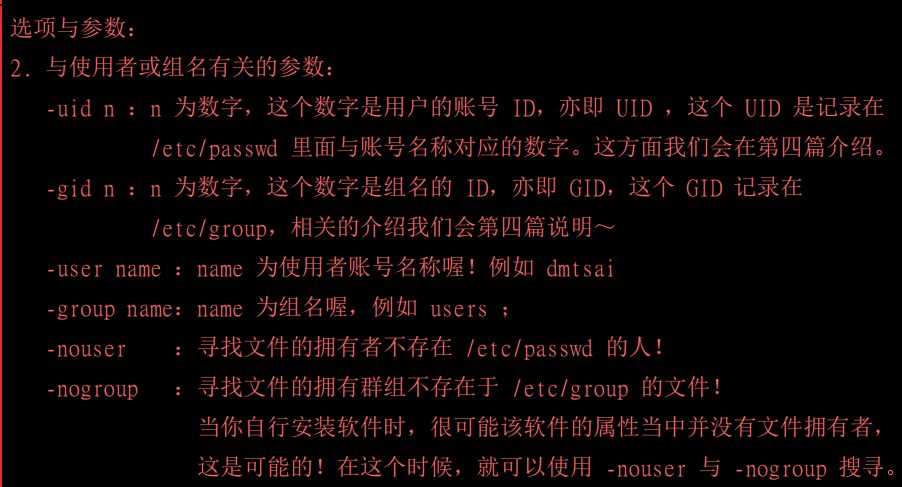 选项与参数：
2. 与使用者或组名有关的参数：
-uid n ：n 为数字，这个数字是用户的账号 ID，亦即 UID ，这个 UID 是记录在
/etc/passwd 里面与账号名称对应的数字。这方面我们会在第四篇介绍。
-gid n ：n 为数字，这个数字是组名的 ID，亦即 GID，这个 GID 记录在
/etc/group，相关的介绍我们会第四篇说明～
-user name ：name 为使用者账号名称喔！例如 dmtsai
-group name：name 为组名喔，例如 users ；
-nouser ：寻找文件的拥有者不存在 /etc/passwd 的人！
-nogroup ：寻找文件的拥有群组不存在于 /etc/group 的文件！
当你自行安装软件时，很可能该软件的属性当中并没有文件拥有者，
这是可能的！在这个时候，就可以使用 -nouser 与 -nogroup 搜寻。